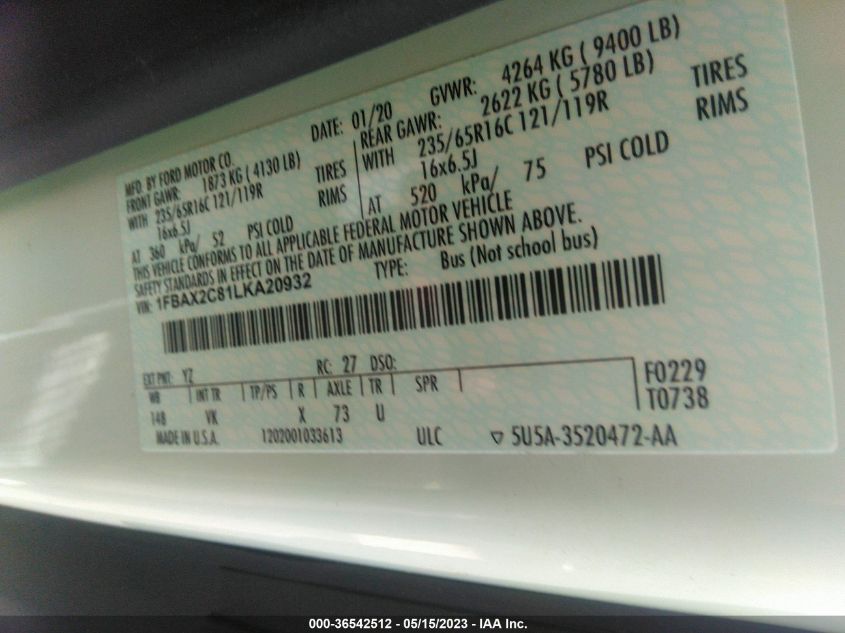 MFD. BY FORD MOTOR CO.
DATE: 01/20
GVWR: 4264 KG ( 9400 LB)
FRONT GAWR: 1873 KG ( 4130 LB)
REAR GAWR: 2622 KG ( 5780 LB)
WITH 235/65R16C 121/119R TIRES
WITH 235/65R16C 121/119R TIRES
16x6.5J RIMS
16x6.5J RIMS
AT 360 kPa/ 52 PSI COLD
AT 520 kPa/ 75 PSI COLD
THIS VEHICLE CONFORMS TO ALL APPLICABLE FEDERAL MOTOR VEHICLE
SAFETY STANDARDS IN EFFECT ON THE DATE OF MANUFACTURE SHOWN ABOVE.
VIN: 1FBAX2C81LKA20932
TYPE: Bus (Not school bus)
EXT PNT: YZ RC: 27 DSO:
WB INT TR TP/PS R AXLE TR SPR
148 VK X 73 U
F0229
T0738
MADE IN U.S.A. 1202001033613 ULC ▽ 5U5A-3520472-AA
000-36542512 - 05/15/2023 - IAA Inc.